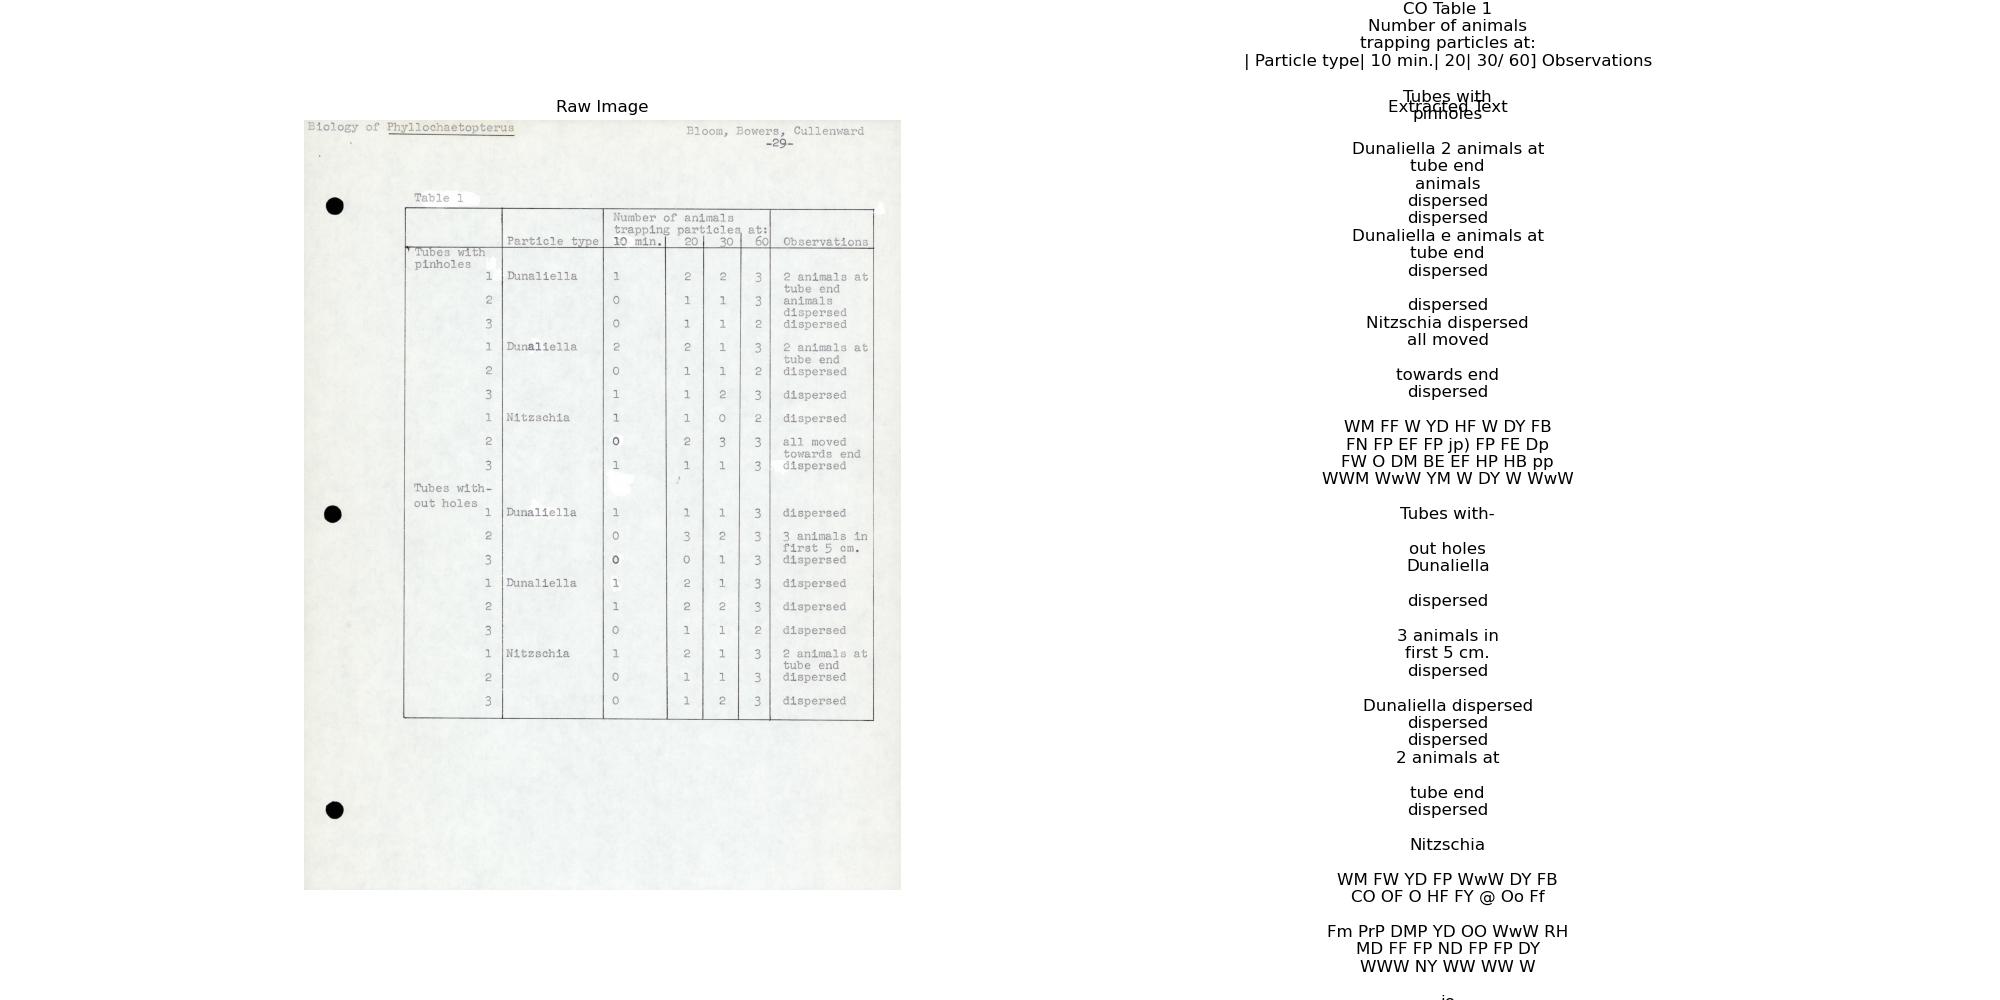 Raw Image
Biology of Phyllochaetopterus
Bloom, Bowers, Cullenward
-29-
Table 1
Number of animals
trapping particles at:
Particle type 10 min. 20 30 60 Observations
Tubes with
pinholes
1 Dunaliella 1 2 2 3 2 animals at
tube end
2 0 1 1 3 animals
dispersed
3 0 1 1 2 dispersed
1 Dunaliella 2 2 1 3 2 animals at
tube end
2 0 1 1 2 dispersed
3 1 1 2 3 dispersed
1 Nitzschia 1 1 0 2 dispersed
2 0 2 3 3 all moved
towards end
3 1 1 1 3 dispersed
Tubes with-
out holes
1 Dunaliella 1 1 1 3 dispersed
2 0 3 2 3 3 animals in
first 5 cm.
3 0 0 1 3 dispersed
1 Dunaliella 1 2 1 3 dispersed
2 1 2 2 3 dispersed
3 0 1 1 2 dispersed
1 Nitzschia 1 2 1 3 2 animals at
tube end
2 0 1 1 3 dispersed
3 0 1 2 3 dispersed
CO Table 1
Number of animals
trapping particles at:
| Particle type| 10 min.| 20| 30/ 60] Observations
Tubes with
Extracted Text
pinholes
Dunaliella 2 animals at
tube end
animals
dispersed
dispersed
Dunaliella e animals at
tube end
dispersed
dispersed
Nitzschia dispersed
all moved
towards end
dispersed
WM FF W YD HF W DY FB
FN FP EF FP jp) FP FE Dp
FW O DM BE EF HP HB pp
WWM WwW YM W DY W WwW
Tubes with-
out holes
Dunaliella
dispersed
3 animals in
first 5 cm.
dispersed
Dunaliella dispersed
dispersed
dispersed
2 animals at
tube end
dispersed
Nitzschia
WM FW YD FP WwW DY FB
CO OF O HF FY @ Oo Ff
Fm PrP DMP YD OO WwW RH
MD FF FP ND FP FP DY
WWW NY WW WW W